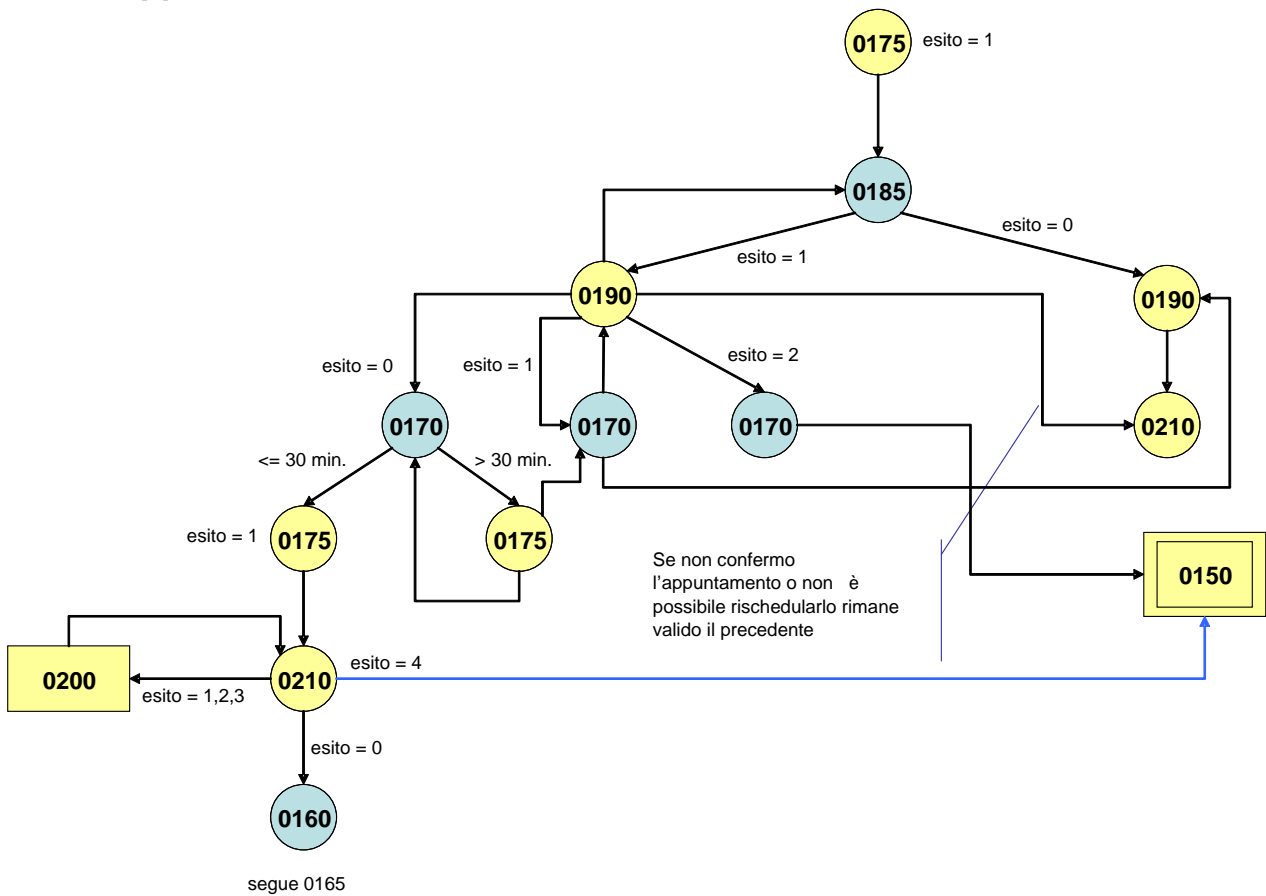 0175
esito = 1
0185
esito = 0
esito = 1
0190
0190
esito = 2
esito = 0
esito = 1
0170
0170
0170
0210
<= 30 min.
> 30 min.
esito = 1
0175
0175
Se non confermo
l'appuntamento o non è
possibile rischedularlo rimane
valido il precedente
0150
esito = 4
0200
0210
esito = 1,2,3
esito = 0
0160
segue 0165